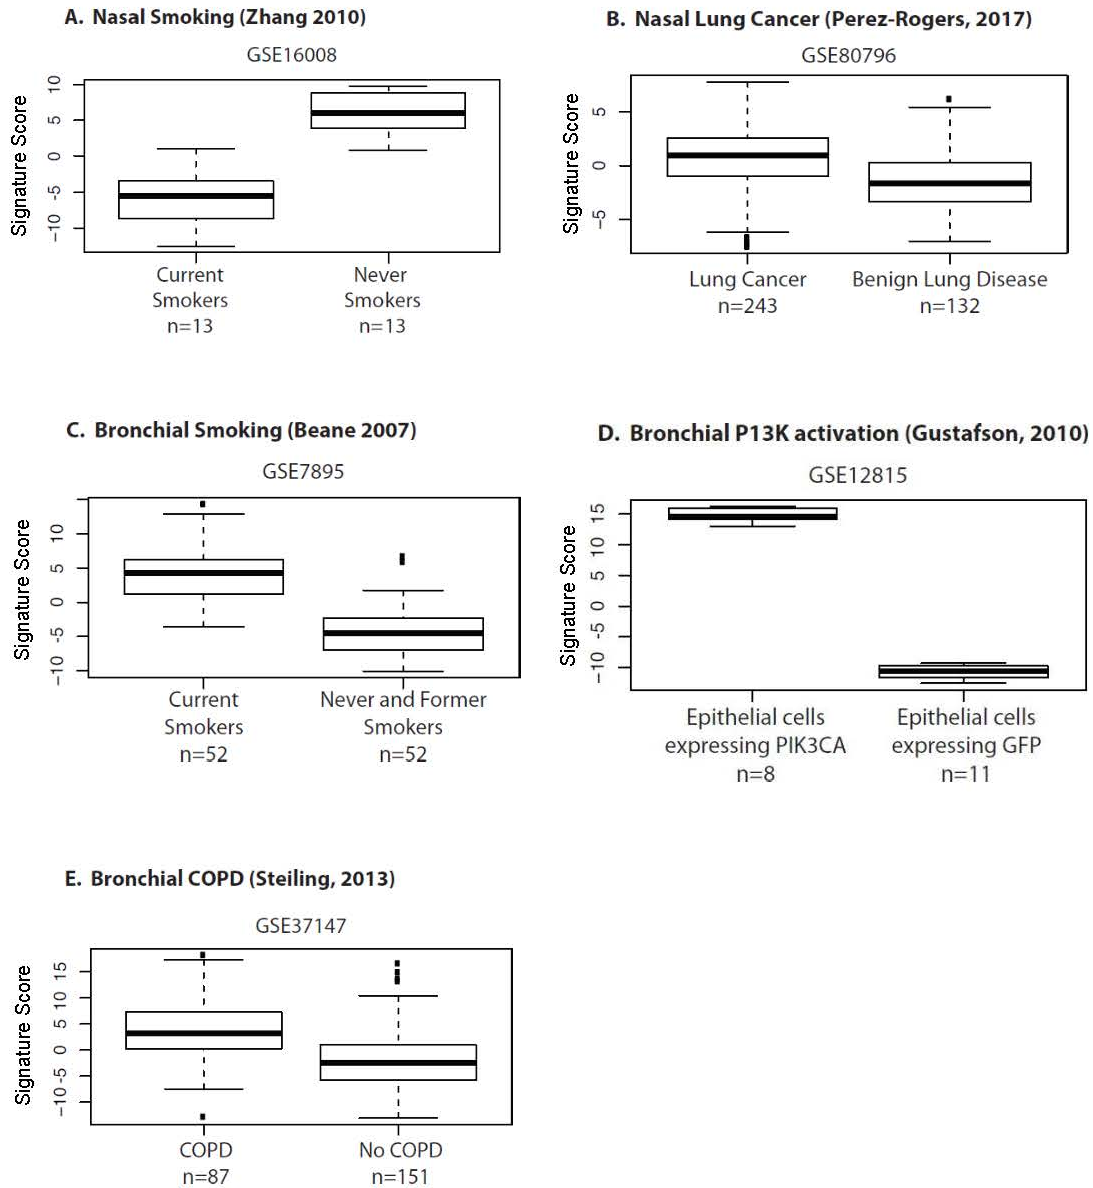 A. Nasal Smoking (Zhang 2010)
GSE16008
Signature Score
10
5
0
-5
-10
Current
Smokers
n=13
Never
Smokers
n=13
B. Nasal Lung Cancer (Perez-Rogers, 2017)
GSE80796
Signature Score
5
0
-5
Lung Cancer
n=243
Benign Lung Disease
n=132
C. Bronchial Smoking (Beane 2007)
GSE7895
Signature Score
10
5
0
-5
-10
Current
Smokers
n=52
Never and Former
Smokers
n=52
D. Bronchial P13K activation (Gustafson, 2010)
GSE12815
Signature Score
15
10
5
0
-5
-10
Epithelial cells
expressing PIK3CA
n=8
Epithelial cells
expressing GFP
n=11
E. Bronchial COPD (Steiling, 2013)
GSE37147
Signature Score
15
10
5
0
-5
-10
COPD
n=87
No COPD
n=151